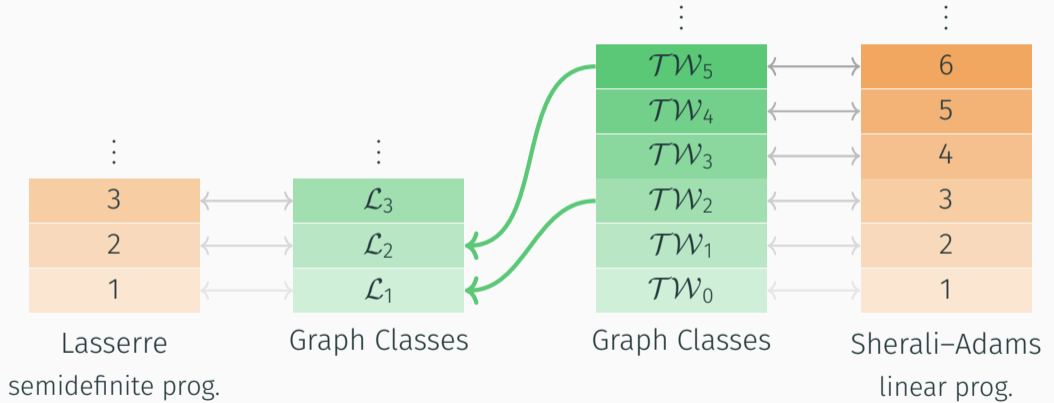 ⋮ ⋮
𝒯𝒲₅ 6
𝒯𝒲₄ 5
⋮ ⋮ 𝒯𝒲₃ 4
3 ℒ₃ 𝒯𝒲₂ 3
2 ℒ₂ 𝒯𝒲₁ 2
1 ℒ₁ 𝒯𝒲₀ 1
Lasserre Graph Classes Graph Classes Sherali–Adams
semidefinite prog. linear prog.